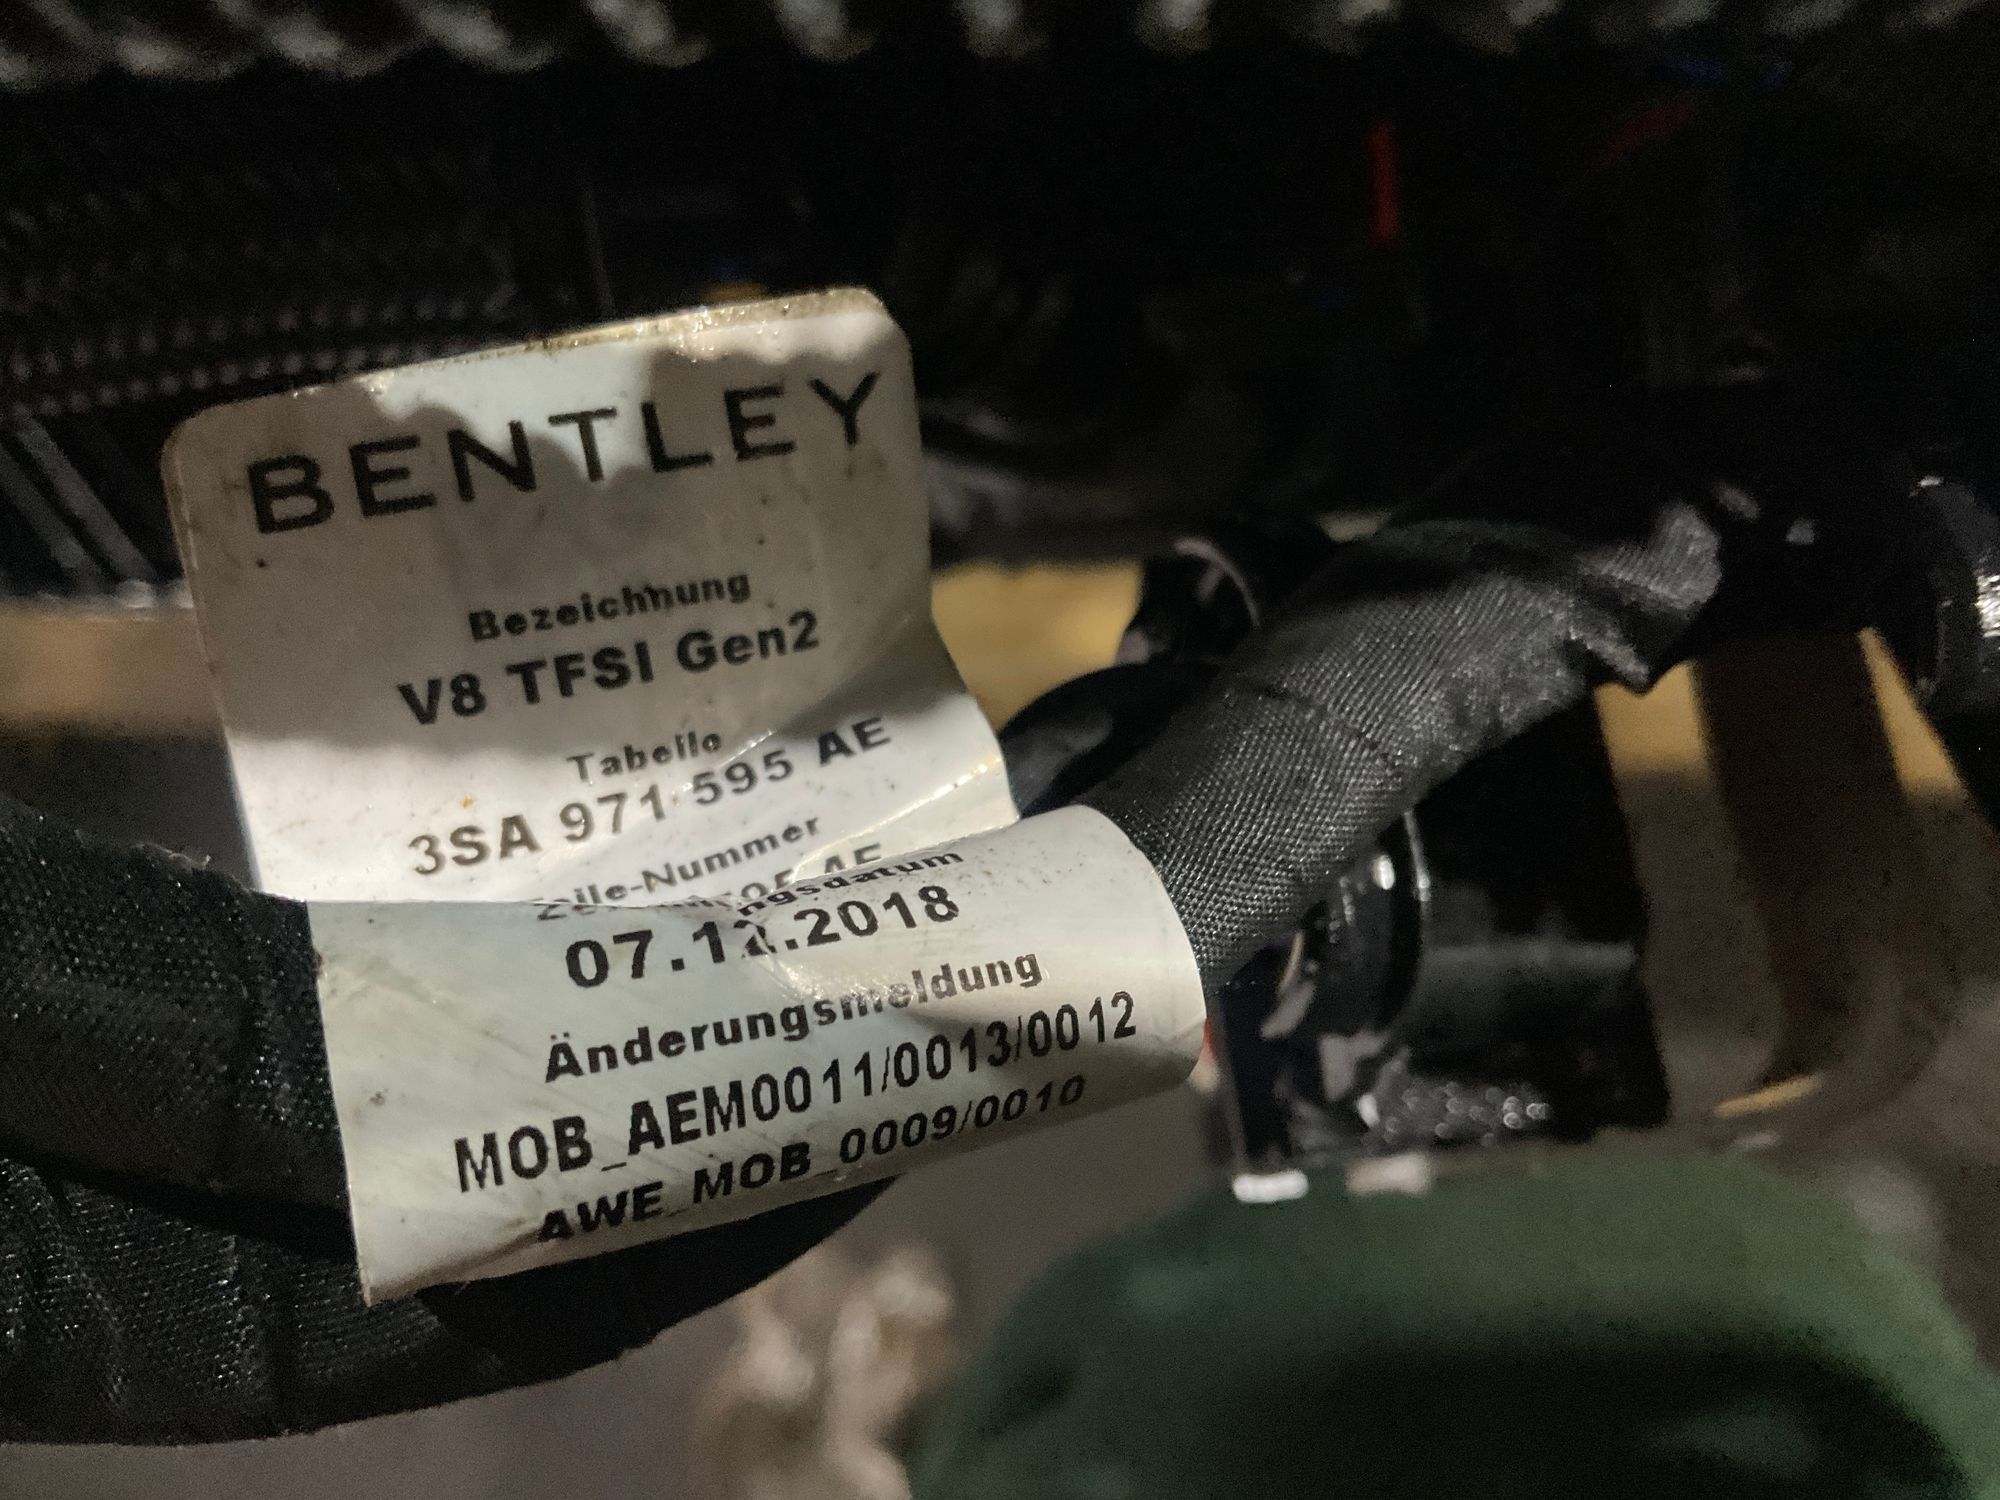 BENTLEY
Bezeichnung
V8 TFSI Gen2
Tabelle
3SA 971 595 AE
Zeile-Nummer
AE
07.12.2018
Änderungsmeldung
MOB_AEM0011/0013/0012
AWE_MOB_0009/0010